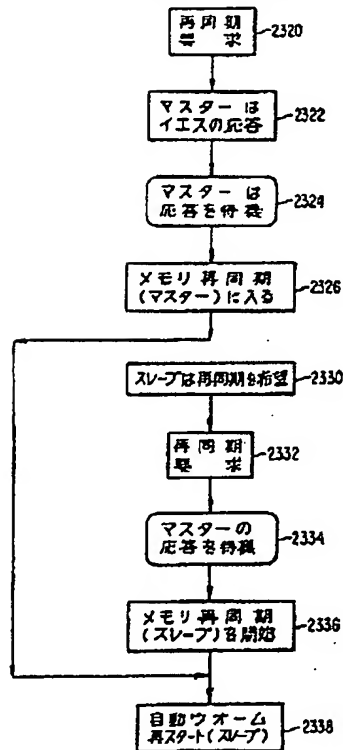 再同期
要求
2320
マスターは
イエスの応答
2322
マスターは
応答を待機
2324
メモリ再同期
(マスター)に入る
2326
スレーブは再同期を希望
2330
再同期
要求
2332
マスターの
応答を待機
2334
メモリ再同期
(スレーブ)を開始
2336
自動ウオーム
再スタート(スレーブ)
2338